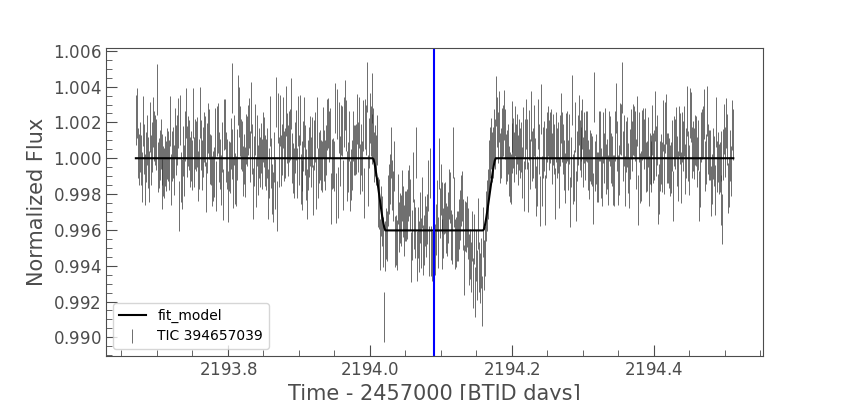 1.006
1.004
1.002
1.000
0.998
0.996
0.994
0.992
0.990
Normalized Flux
fit_model
TIC 394657039
2193.8 2194.0 2194.2 2194.4
Time - 2457000 [BTJD days]